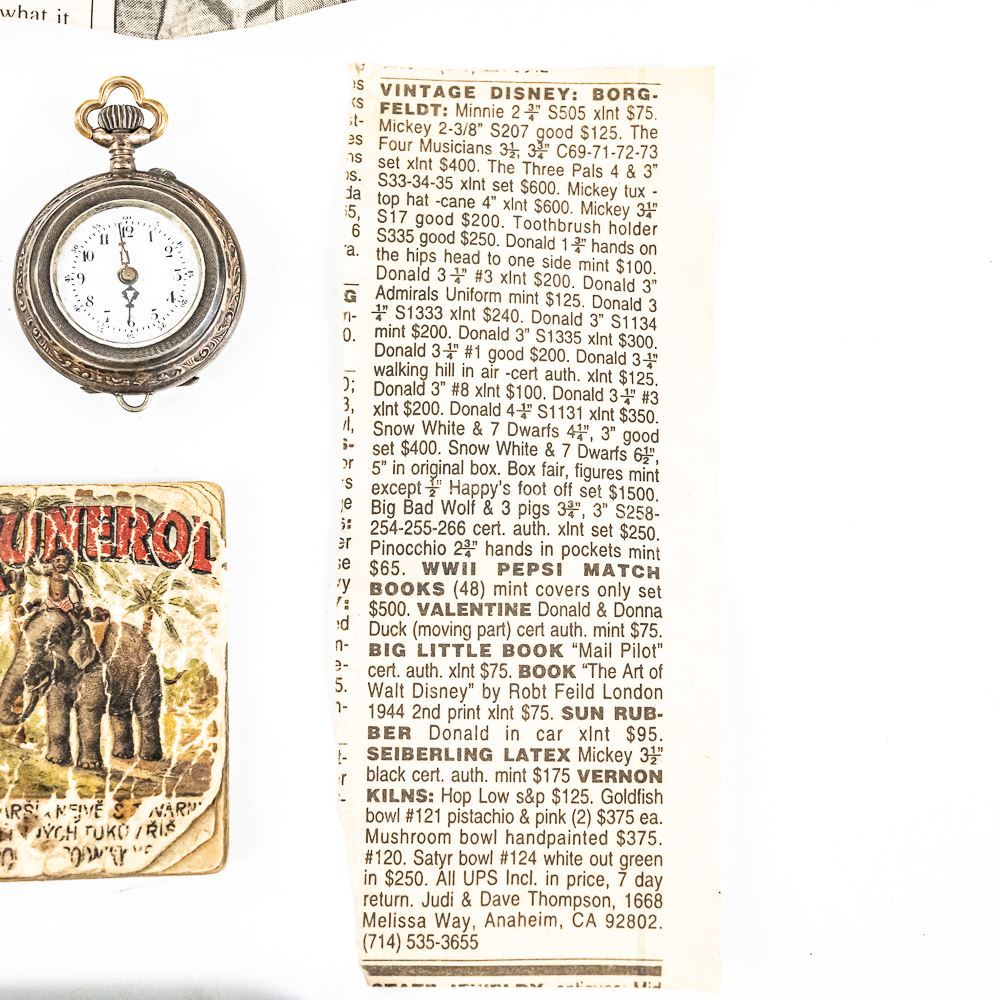 what it
VINTAGE DISNEY: BORG-
FELDT: Minnie 2 3/4" S505 xlnt $75.
Mickey 2-3/8" S207 good $125. The
Four Musicians 3 1/2, 3 3/4" C69-71-72-73
set xlnt $400. The Three Pals 4 & 3"
S33-34-35 xlnt set $600. Mickey tux -
top hat -cane 4" xlnt $600. Mickey 3 1/4"
S17 good $200. Toothbrush holder
S335 good $250. Donald 1 3/4" hands on
the hips head to one side mint $100.
Donald 3 1/4" #3 xlnt $200. Donald 3"
Admirals Uniform mint $125. Donald 3
1/4" S1333 xlnt $240. Donald 3" S1134
mint $200. Donald 3" S1335 xlnt $300.
Donald 3 1/4" #1 good $200. Donald 3 1/4"
walking hill in air -cert auth. xlnt $125.
Donald 3" #8 xlnt $100. Donald 3 1/4" #3
xlnt $200. Donald 4 1/4" S1131 xlnt $350.
Snow White & 7 Dwarfs 4 1/4", 3" good
set $400. Snow White & 7 Dwarfs 6 1/2",
5" in original box. Box fair, figures mint
except 1/2" Happy's foot off set $1500.
Big Bad Wolf & 3 pigs 3 3/4", 3" S258-
254-255-266 cert. auth. xlnt set $250.
Pinocchio 2 3/4" hands in pockets mint
$65. WWII PEPSI MATCH
BOOKS (48) mint covers only set
$500. VALENTINE Donald & Donna
Duck (moving part) cert auth. mint $75.
BIG LITTLE BOOK "Mail Pilot"
cert. auth. xlnt $75. BOOK "The Art of
Walt Disney" by Robt Feild London
1944 2nd print xlnt $75. SUN RUB-
BER Donald in car xlnt $95.
SEIBERLING LATEX Mickey 3 1/2"
black cert. auth. mint $175 VERNON
KILNS: Hop Low s&p $125. Goldfish
bowl #121 pistachio & pink (2) $375 ea.
Mushroom bowl handpainted $375.
#120. Satyr bowl #124 white out green
in $250. All UPS Incl. in price, 7 day
return. Judi & Dave Thompson, 1668
Melissa Way, Anaheim, CA 92802.
(714) 535-3655
12 1 2 3 4 5 6 7 8 9 10 11
UNEROL